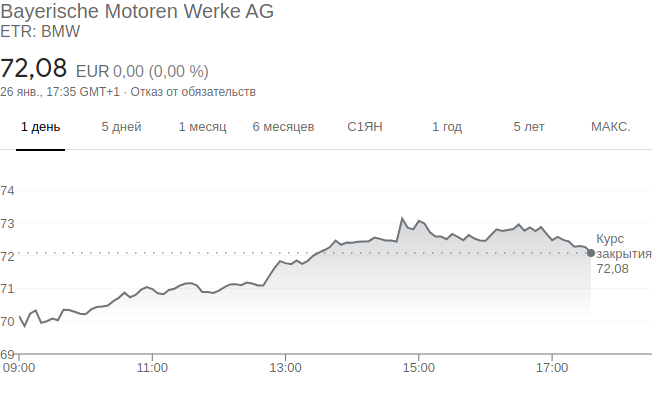 Bayerische Motoren Werke AG
ETR: BMW
72,08 EUR 0,00 (0,00 %)
26 янв., 17:35 GMT+1 · Отказ от обязательств
1 день 5 дней 1 месяц 6 месяцев С1ЯН 1 год 5 лет МАКС.
74
73
Курс
закрытия
72,08
72
71
70
69
09:00 11:00 13:00 15:00 17:00